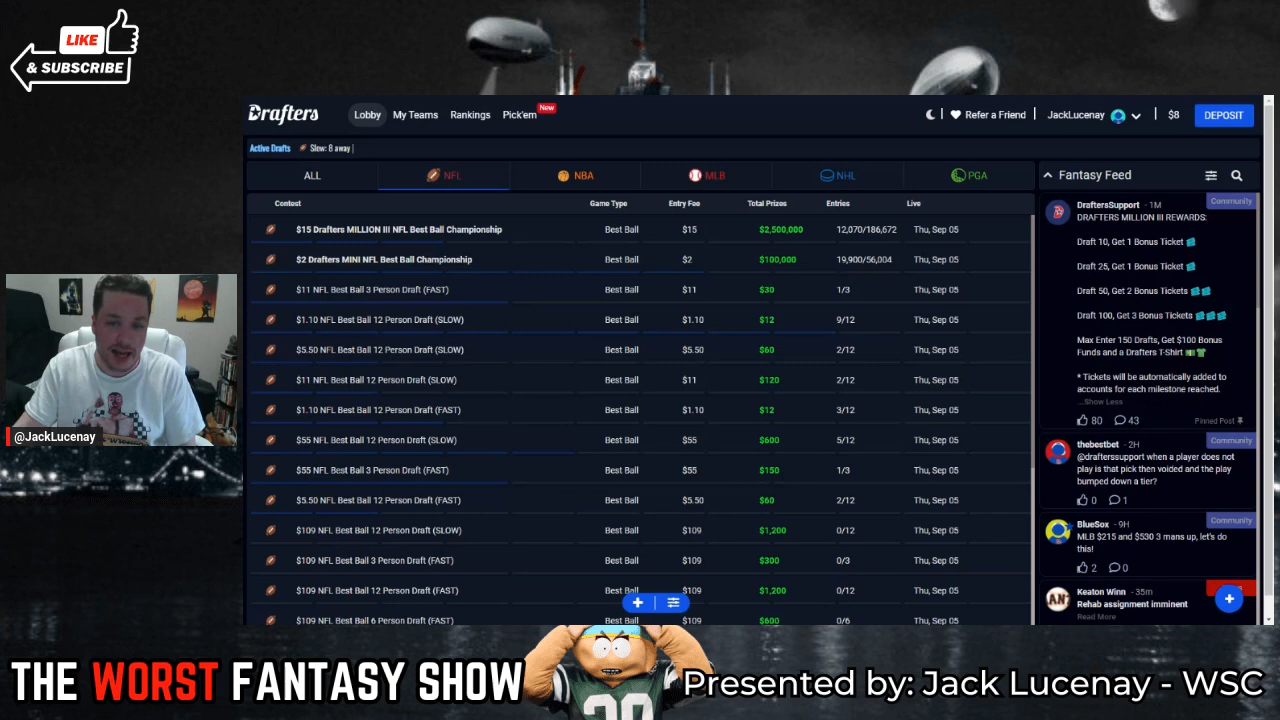 LIKE
& SUBSCRIBE
Drafters
Lobby
My Teams
Rankings
Pick'em
New
Refer a Friend
JackLucenay
$8
DEPOSIT
Active Drafts
Slow: 8 away |
ALL
NFL
NBA
MLB
NHL
PGA
Contest Game Type Entry Fee Total Prizes Entries Live
$15 Drafters MILLION III NFL Best Ball Championship Best Ball $15 $2,500,000 12,070/186,672 Thu, Sep 05
$2 Drafters MINI NFL Best Ball Championship Best Ball $2 $100,000 19,900/56,004 Thu, Sep 05
$11 NFL Best Ball 3 Person Draft (FAST) Best Ball $11 $30 1/3 Thu, Sep 05
$1.10 NFL Best Ball 12 Person Draft (SLOW) Best Ball $1.10 $12 9/12 Thu, Sep 05
$5.50 NFL Best Ball 12 Person Draft (SLOW) Best Ball $5.50 $60 2/12 Thu, Sep 05
$11 NFL Best Ball 12 Person Draft (SLOW) Best Ball $11 $120 2/12 Thu, Sep 05
$1.10 NFL Best Ball 12 Person Draft (FAST) Best Ball $1.10 $12 3/12 Thu, Sep 05
$55 NFL Best Ball 12 Person Draft (SLOW) Best Ball $55 $600 5/12 Thu, Sep 05
$55 NFL Best Ball 3 Person Draft (FAST) Best Ball $55 $150 1/3 Thu, Sep 05
$5.50 NFL Best Ball 12 Person Draft (FAST) Best Ball $5.50 $60 2/12 Thu, Sep 05
$109 NFL Best Ball 12 Person Draft (SLOW) Best Ball $109 $1,200 0/12 Thu, Sep 05
$109 NFL Best Ball 3 Person Draft (FAST) Best Ball $109 $300 0/3 Thu, Sep 05
$109 NFL Best Ball 12 Person Draft (FAST) Best Ball $109 $1,200 0/12 Thu, Sep 05
$109 NFL Best Ball 6 Person Draft (FAST) Best Ball $109 $600 0/6 Thu, Sep 05
Fantasy Feed
Community
DraftersSupport - 1M
DRAFTERS MILLION III REWARDS:
Draft 10, Get 1 Bonus Ticket
Draft 25, Get 1 Bonus Ticket
Draft 50, Get 2 Bonus Tickets
Draft 100, Get 3 Bonus Tickets
Max Enter 150 Drafts, Get $100 Bonus
Funds and a Drafters T-Shirt
* Tickets will be automatically added to
accounts for each milestone reached.
...Show Less
80 43 Pinned Post
Community
thebestbet - 2H
@drafterssupport when a player does not
play is that pick then voided and the play
bumped down a tier?
0 1
Community
BlueSox - 9H
MLB $215 and $530 3 mans up, let's do
this!
2 0
Keaton Winn - 35m
Rehab assignment imminent
Read More
@JackLucenay
THE WORST FANTASY SHOW
Presented by: Jack Lucenay - WSC